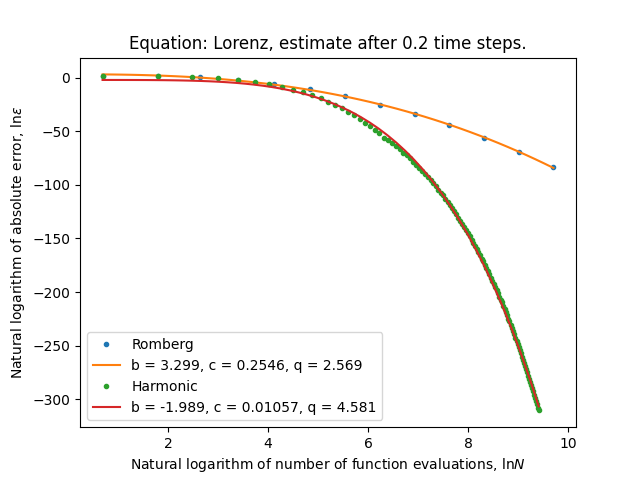 Equation: Lorenz, estimate after 0.2 time steps.
Natural logarithm of absolute error, lnε
0
−50
−100
−150
−200
−250
−300
Romberg
b = 3.299, c = 0.2546, q = 2.569
Harmonic
b = -1.989, c = 0.01057, q = 4.581
2 4 6 8 10
Natural logarithm of number of function evaluations, lnN